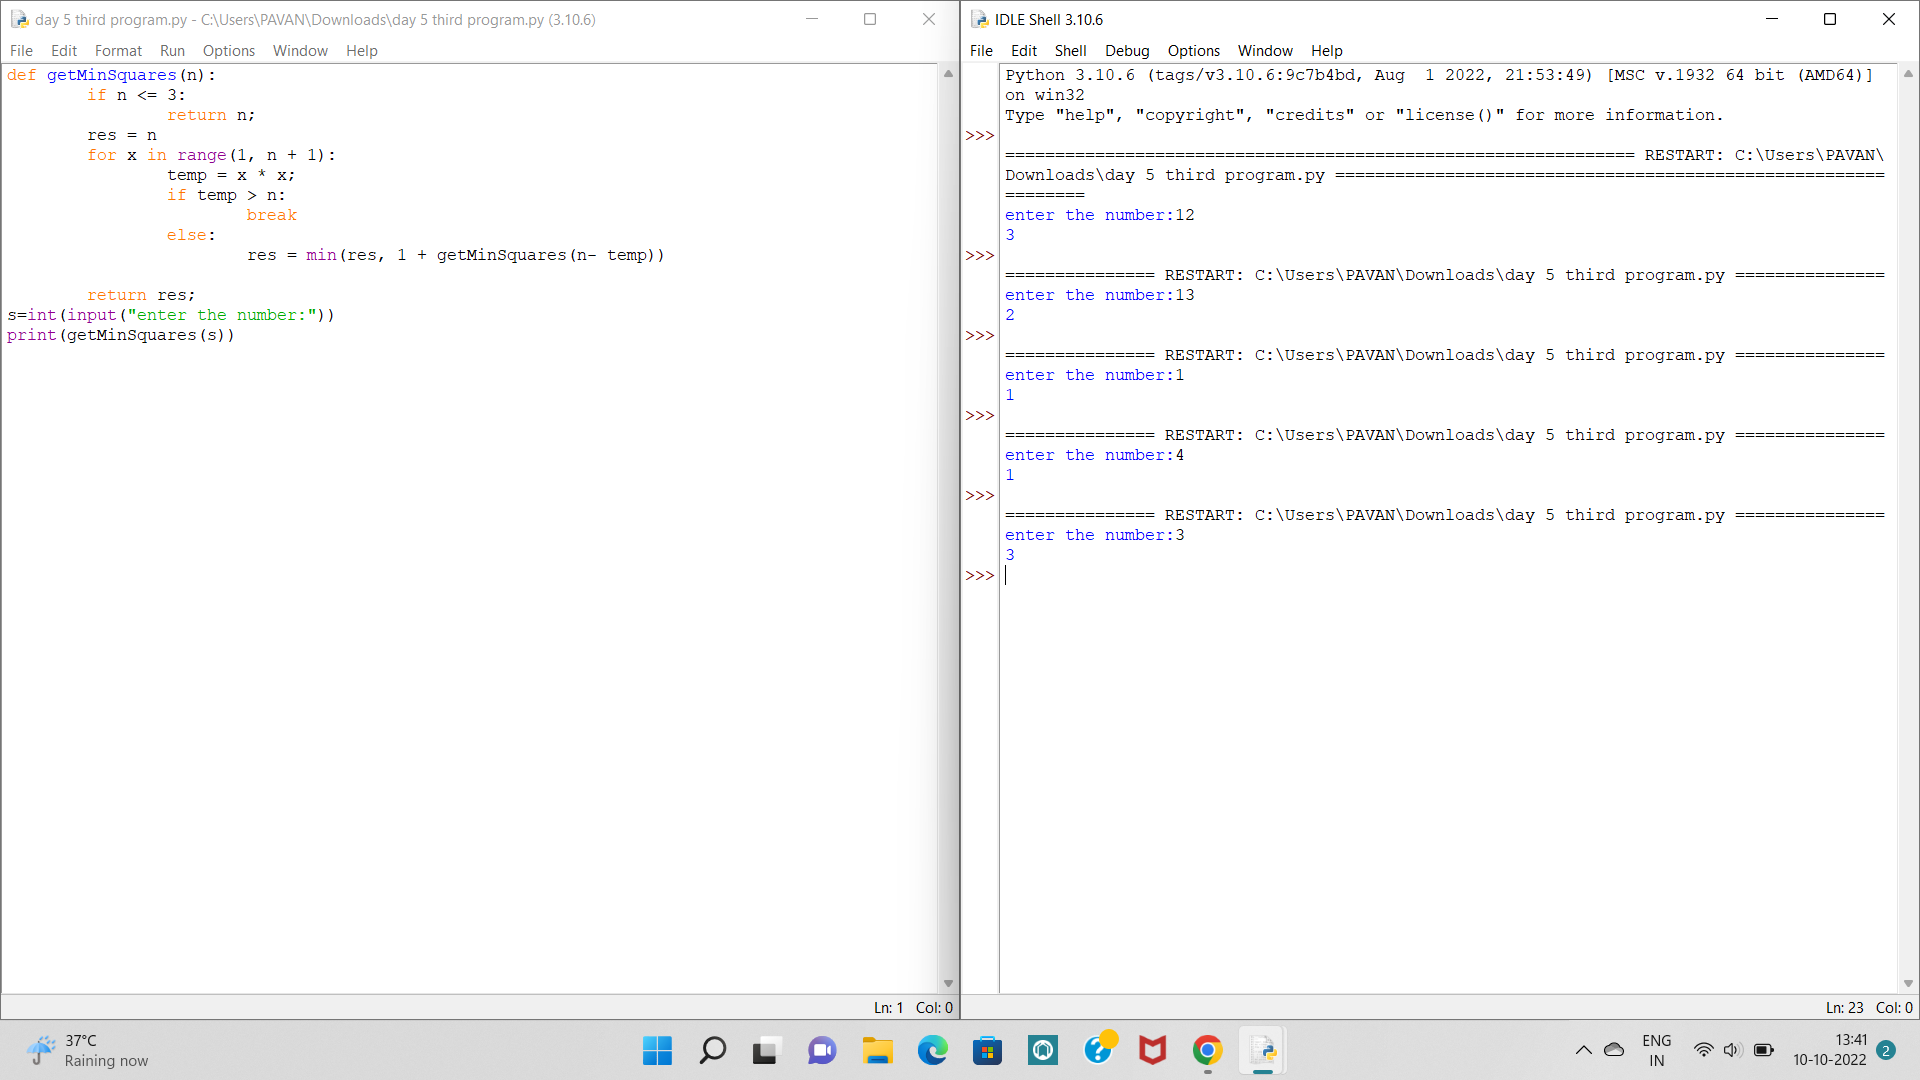 day 5 third program.py - C:\Users\PAVAN\Downloads\day 5 third program.py (3.10.6)
File Edit Format Run Options Window Help
def getMinSquares(n):
        if n <= 3:
                return n;
        res = n
        for x in range(1, n + 1):
                temp = x * x;
                if temp > n:
                        break
                else:
                        res = min(res, 1 + getMinSquares(n- temp))
        return res;
s=int(input("enter the number:"))
print(getMinSquares(s))
Ln: 1 Col: 0
IDLE Shell 3.10.6
File Edit Shell Debug Options Window Help
Python 3.10.6 (tags/v3.10.6:9c7b4bd, Aug  1 2022, 21:53:49) [MSC v.1932 64 bit (AMD64)]
on win32
Type "help", "copyright", "credits" or "license()" for more information.
>>>
=============================================================== RESTART: C:\Users\PAVAN\
Downloads\day 5 third program.py =======================================================
========
enter the number:12
3
>>>
=============== RESTART: C:\Users\PAVAN\Downloads\day 5 third program.py ===============
enter the number:13
2
>>>
=============== RESTART: C:\Users\PAVAN\Downloads\day 5 third program.py ===============
enter the number:1
1
>>>
=============== RESTART: C:\Users\PAVAN\Downloads\day 5 third program.py ===============
enter the number:4
1
>>>
=============== RESTART: C:\Users\PAVAN\Downloads\day 5 third program.py ===============
enter the number:3
3
>>>
Ln: 23 Col: 0
37°C
Raining now
ENG
IN
13:41
10-10-2022
2